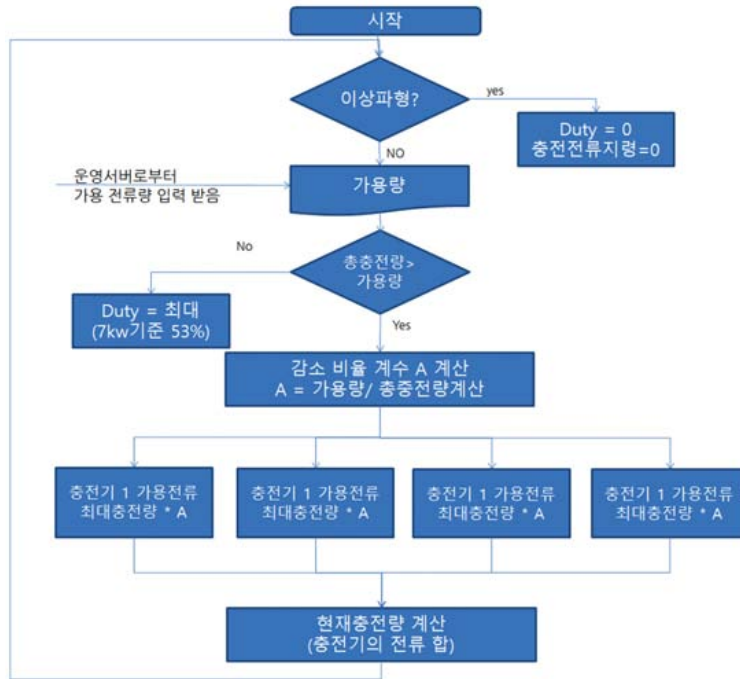 시작
이상파형?
yes
Duty = 0
충전전류지령=0
NO
운영서버로부터
가용 전류량 입력 받음
가용량
No
총충전량>
가용량
Duty = 최대
(7kw기준 53%)
Yes
감소 비율 계수 A 계산
A = 가용량/ 총중전량계산
충전기 1 가용전류
최대충전량 * A
충전기 1 가용전류
최대충전량 * A
충전기 1 가용전류
최대충전량 * A
충전기 1 가용전류
최대충전량 * A
현재충전량 계산
(충전기의 전류 합)